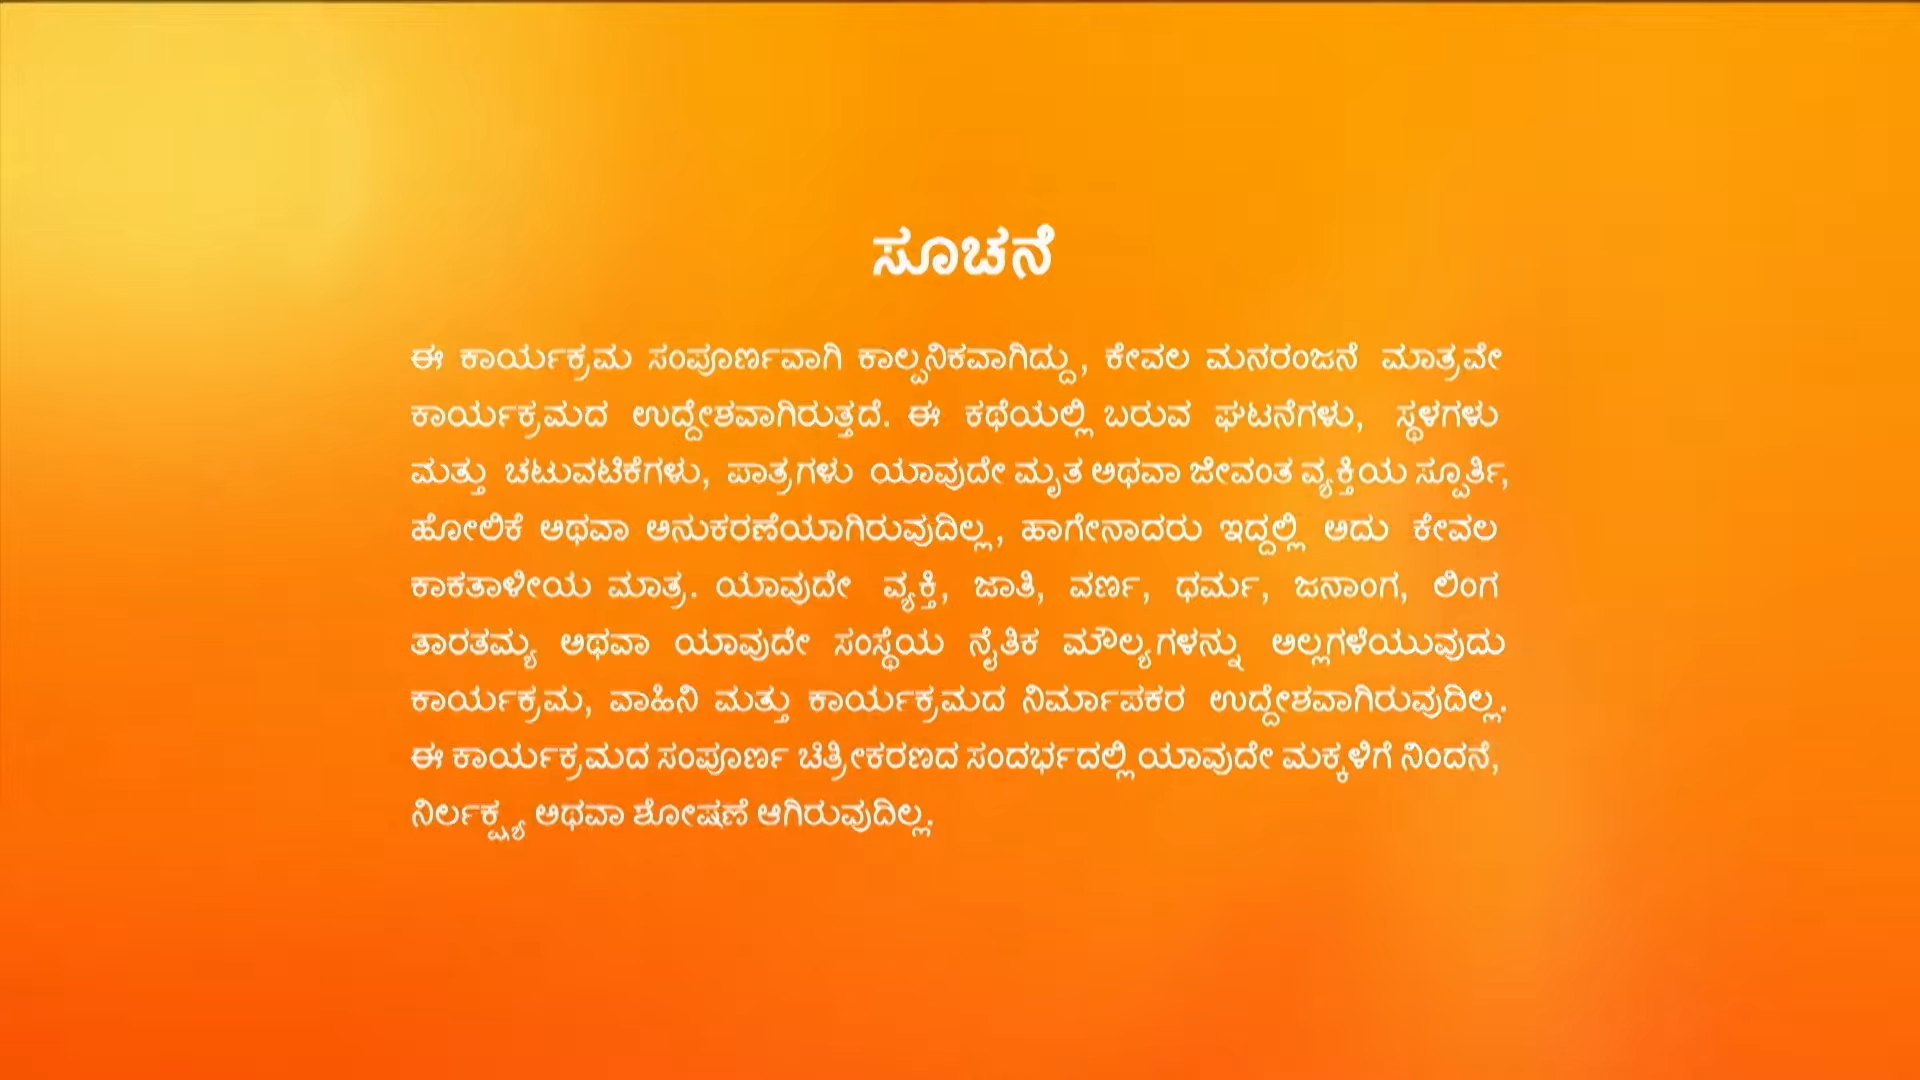 ಸೂಚನೆ
ಈ ಕಾರ್ಯಕ್ರಮ ಸಂಪೂರ್ಣವಾಗಿ ಕಾಲ್ಪನಿಕವಾಗಿದ್ದು, ಕೇವಲ ಮನರಂಜನೆ ಮಾತ್ರವೇ
ಕಾರ್ಯಕ್ರಮದ ಉದ್ದೇಶವಾಗಿರುತ್ತದೆ. ಈ ಕಥೆಯಲ್ಲಿ ಬರುವ ಘಟನೆಗಳು, ಸ್ಥಳಗಳು
ಮತ್ತು ಚಟುವಟಿಕೆಗಳು, ಪಾತ್ರಗಳು ಯಾವುದೇ ಮೃತ ಅಥವಾ ಜೀವಂತ ವ್ಯಕ್ತಿಯ ಸ್ಪೂರ್ತಿ,
ಹೋಲಿಕೆ ಅಥವಾ ಅನುಕರಣೆಯಾಗಿರುವುದಿಲ್ಲ, ಹಾಗೇನಾದರು ಇದ್ದಲ್ಲಿ ಅದು ಕೇವಲ
ಕಾಕತಾಳೀಯ ಮಾತ್ರ. ಯಾವುದೇ ವ್ಯಕ್ತಿ, ಜಾತಿ, ವರ್ಣ, ಧರ್ಮ, ಜನಾಂಗ, ಲಿಂಗ
ತಾರತಮ್ಯ ಅಥವಾ ಯಾವುದೇ ಸಂಸ್ಥೆಯ ನೈತಿಕ ಮೌಲ್ಯಗಳನ್ನು ಅಲ್ಲಗಳೆಯುವುದು
ಕಾರ್ಯಕ್ರಮ, ವಾಹಿನಿ ಮತ್ತು ಕಾರ್ಯಕ್ರಮದ ನಿರ್ಮಾಪಕರ ಉದ್ದೇಶವಾಗಿರುವುದಿಲ್ಲ.
ಈ ಕಾರ್ಯಕ್ರಮದ ಸಂಪೂರ್ಣ ಚಿತ್ರೀಕರಣದ ಸಂದರ್ಭದಲ್ಲಿ ಯಾವುದೇ ಮಕ್ಕಳಿಗೆ ನಿಂದನೆ,
ನಿರ್ಲಕ್ಷ್ಯ ಅಥವಾ ಶೋಷಣೆ ಆಗಿರುವುದಿಲ್ಲ.